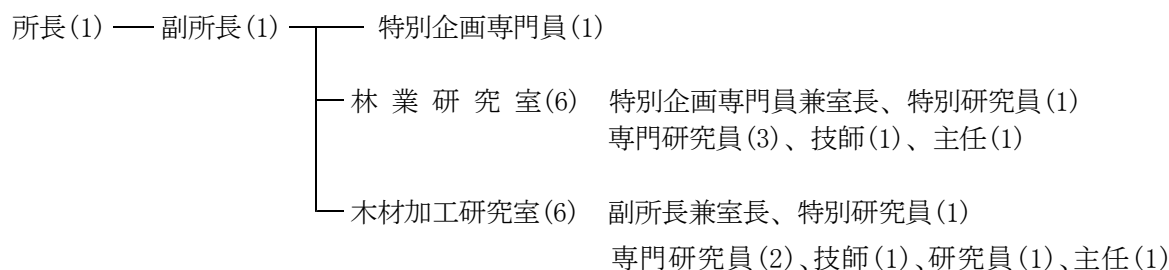 所長(1) 副所長(1) 特別企画専門員(1)
林業研究室(6) 特別企画専門員兼室長、特別研究員(1)
専門研究員(3)、技師(1)、主任(1)
木材加工研究室(6) 副所長兼室長、特別研究員(1)
専門研究員(2)、技師(1)、研究員(1)、主任(1)